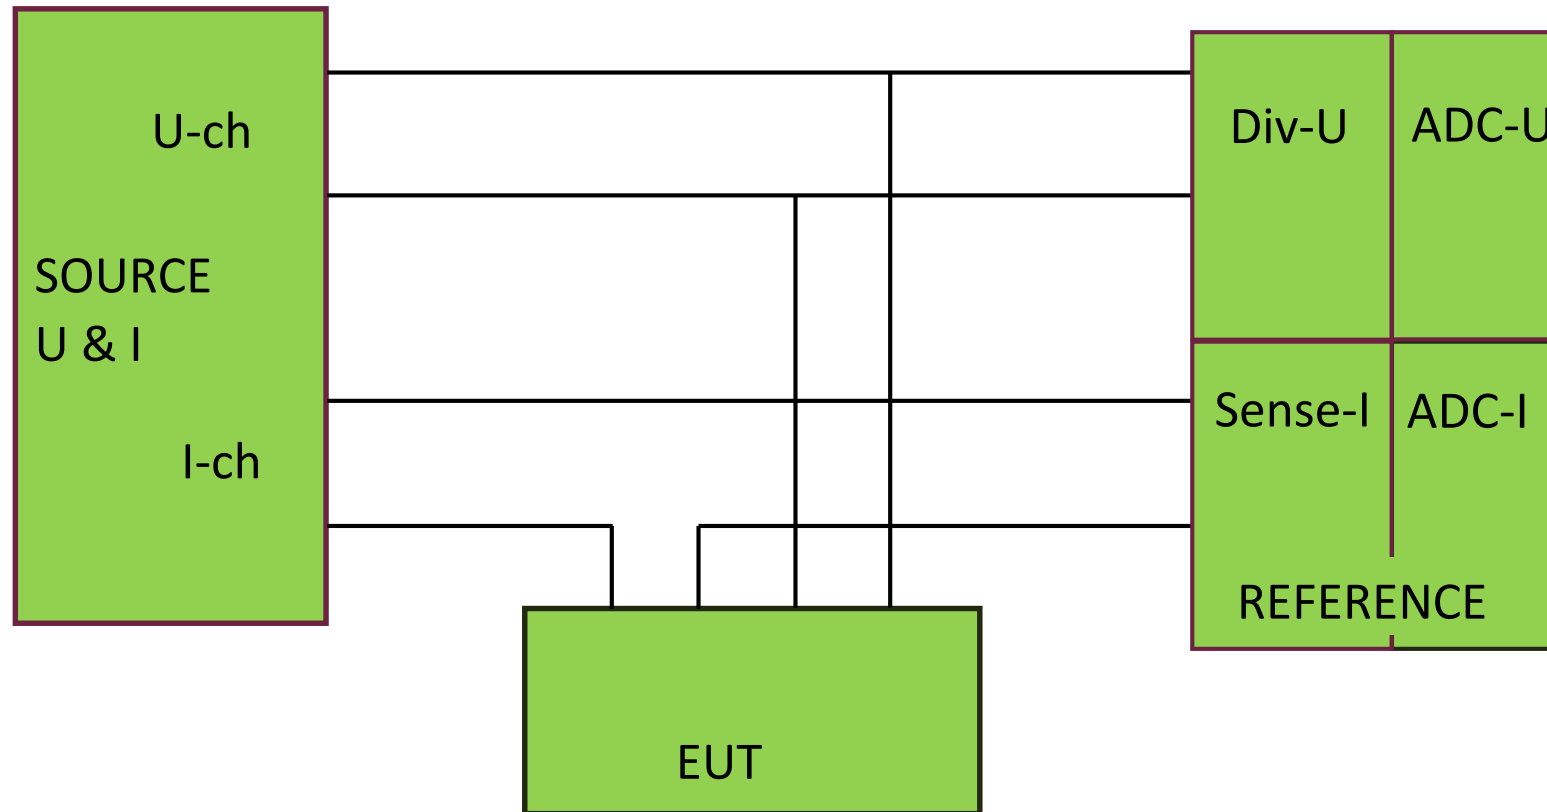 U-ch
SOURCE
U & I
I-ch
Div-U
ADC-U
Sense-I
ADC-I
REFERENCE
EUT